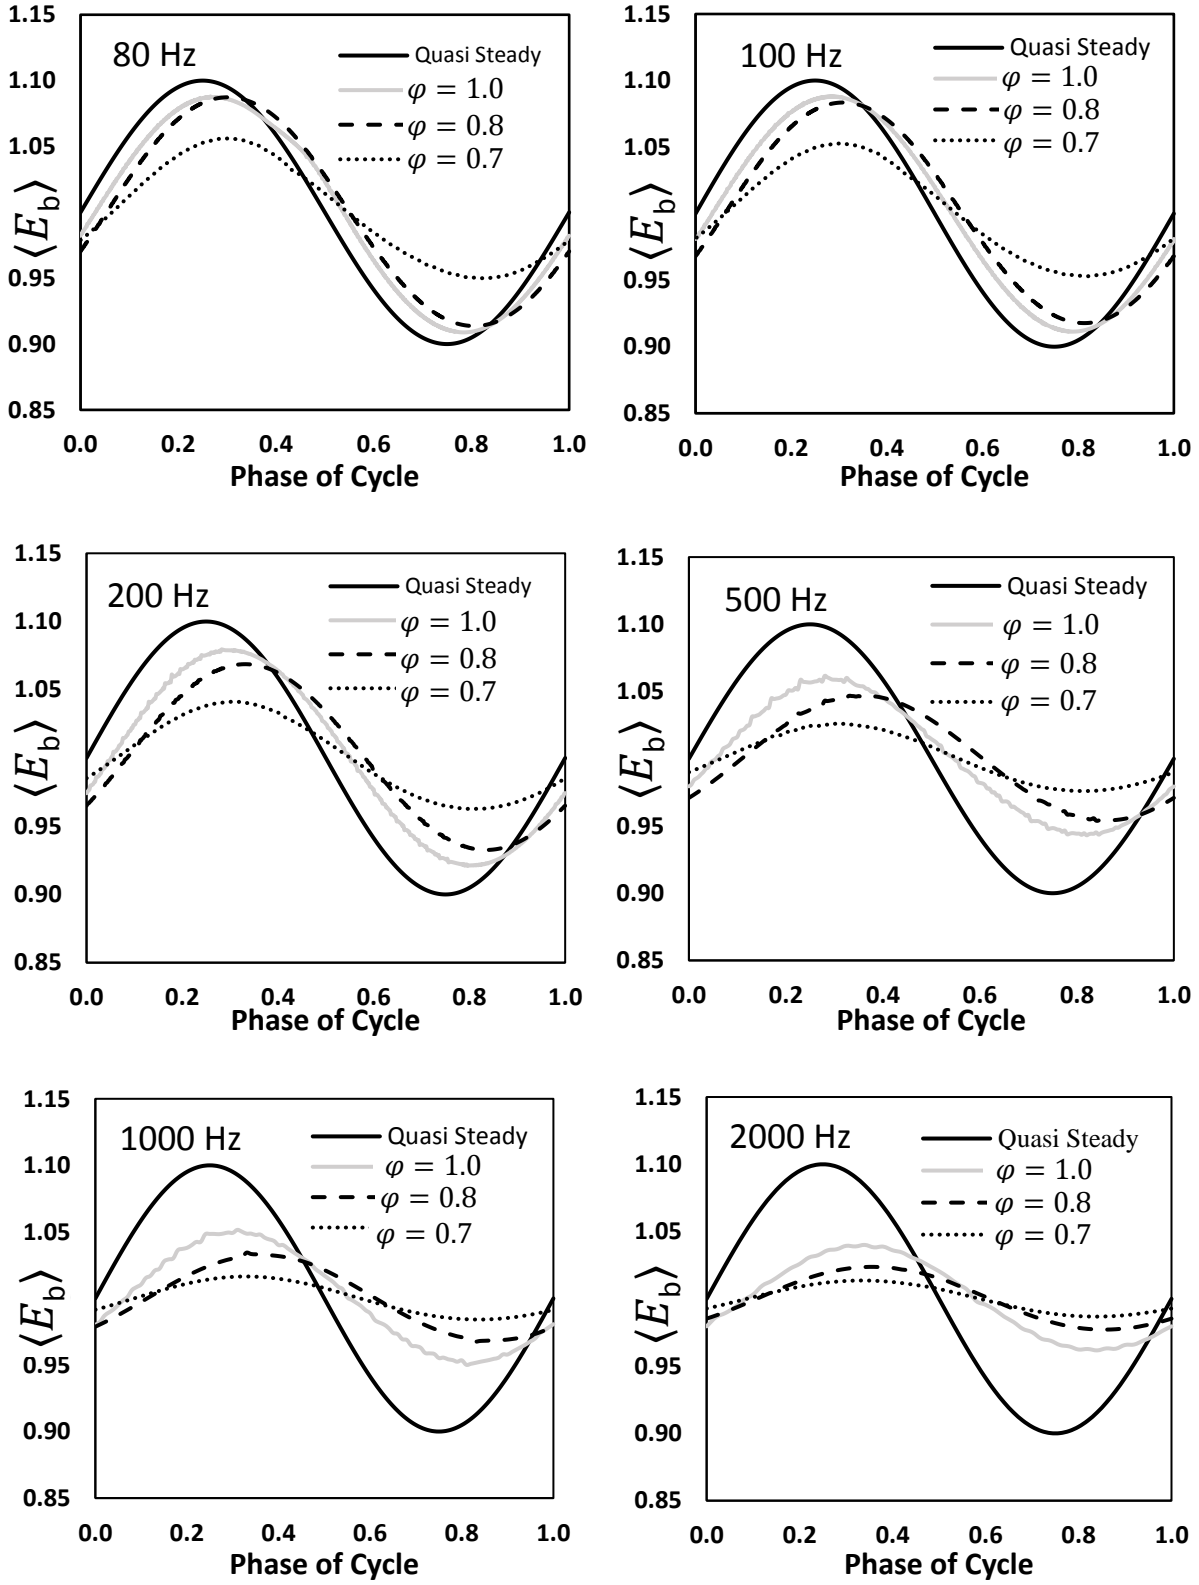 1.15
1.10
1.05
0.95
0.90
0.85
⟨E_b⟩
80 Hz
Quasi Steady
φ = 1.0
φ = 0.8
φ = 0.7
0.0 0.2 0.4 0.6 0.8 1.0
Phase of Cycle
1.15
1.10
1.05
0.95
0.90
0.85
⟨E_b⟩
100 Hz
Quasi Steady
φ = 1.0
φ = 0.8
φ = 0.7
0.0 0.2 0.4 0.6 0.8 1.0
Phase of Cycle
1.15
1.10
1.05
0.95
0.90
0.85
⟨E_b⟩
200 Hz
Quasi Steady
φ = 1.0
φ = 0.8
φ = 0.7
0.0 0.2 0.4 0.6 0.8 1.0
Phase of Cycle
1.15
1.10
1.05
0.95
0.90
0.85
⟨E_b⟩
500 Hz
Quasi Steady
φ = 1.0
φ = 0.8
φ = 0.7
0.0 0.2 0.4 0.6 0.8 1.0
Phase of Cycle
1.15
1.10
1.05
0.95
0.90
0.85
⟨E_b⟩
1000 Hz
Quasi Steady
φ = 1.0
φ = 0.8
φ = 0.7
0.0 0.2 0.4 0.6 0.8 1.0
Phase of Cycle
1.15
1.10
1.05
0.95
0.90
0.85
⟨E_b⟩
2000 Hz
Quasi Steady
φ = 1.0
φ = 0.8
φ = 0.7
0.0 0.2 0.4 0.6 0.8 1.0
Phase of Cycle